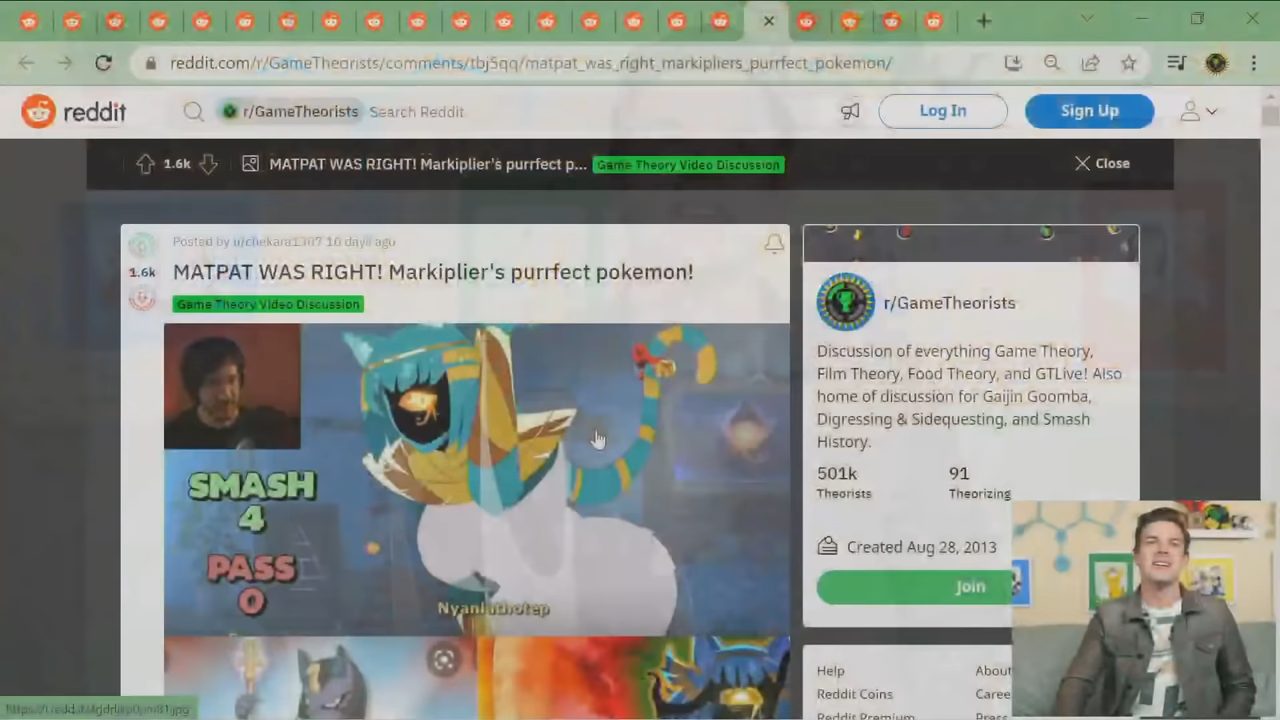 reddit.com/r/GameTheorists/comments/tbj5qq/matpat_was_right_markipliers_purrfect_pokemon/
reddit
r/GameTheorists Search Reddit
Log In
Sign Up
1.6k
MATPAT WAS RIGHT! Markiplier's purrfect p...
Game Theory Video Discussion
Close
Posted by u/chekara1307 10 days ago
1.6k
MATPAT WAS RIGHT! Markiplier's purrfect pokemon!
Game Theory Video Discussion
SMASH
4
PASS
0
Nyanlathotep
r/GameTheorists
Discussion of everything Game Theory,
Film Theory, Food Theory, and GTLive! Also
home of discussion for Gaijin Goomba,
Digressing & Sidequesting, and Smash
History.
501k 91
Theorists Theorizing
Created Aug 28, 2013
Join
Help About
Reddit Coins Caree
Reddit Premium Press